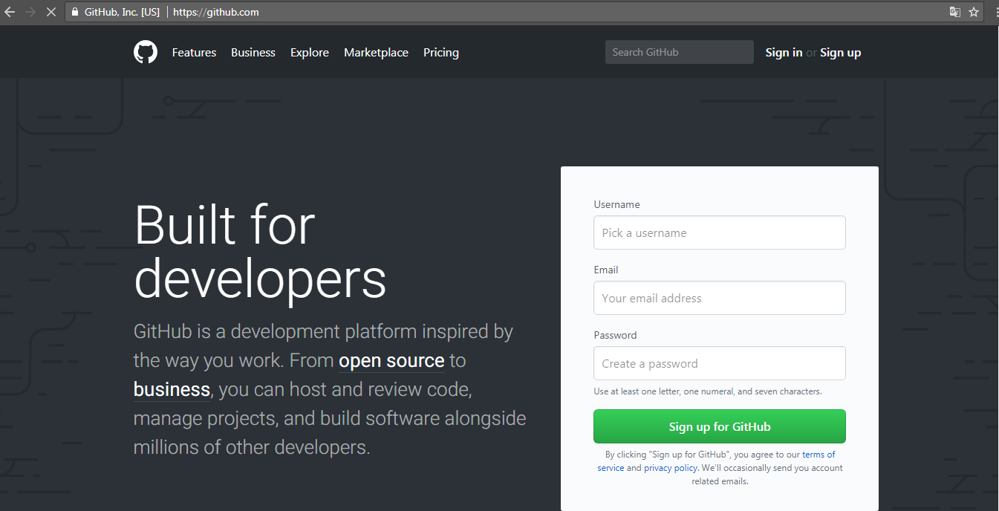 GitHub, Inc. [US] | https://github.com
Features Business Explore Marketplace Pricing Search GitHub Sign in or Sign up
Built for
developers
GitHub is a development platform inspired by
the way you work. From open source to
business, you can host and review code,
manage projects, and build software alongside
millions of other developers.
Username
Pick a username
Email
Your email address
Password
Create a password
Use at least one letter, one numeral, and seven characters.
Sign up for GitHub
By clicking "Sign up for GitHub", you agree to our terms of
service and privacy policy. We'll occasionally send you account
related emails.